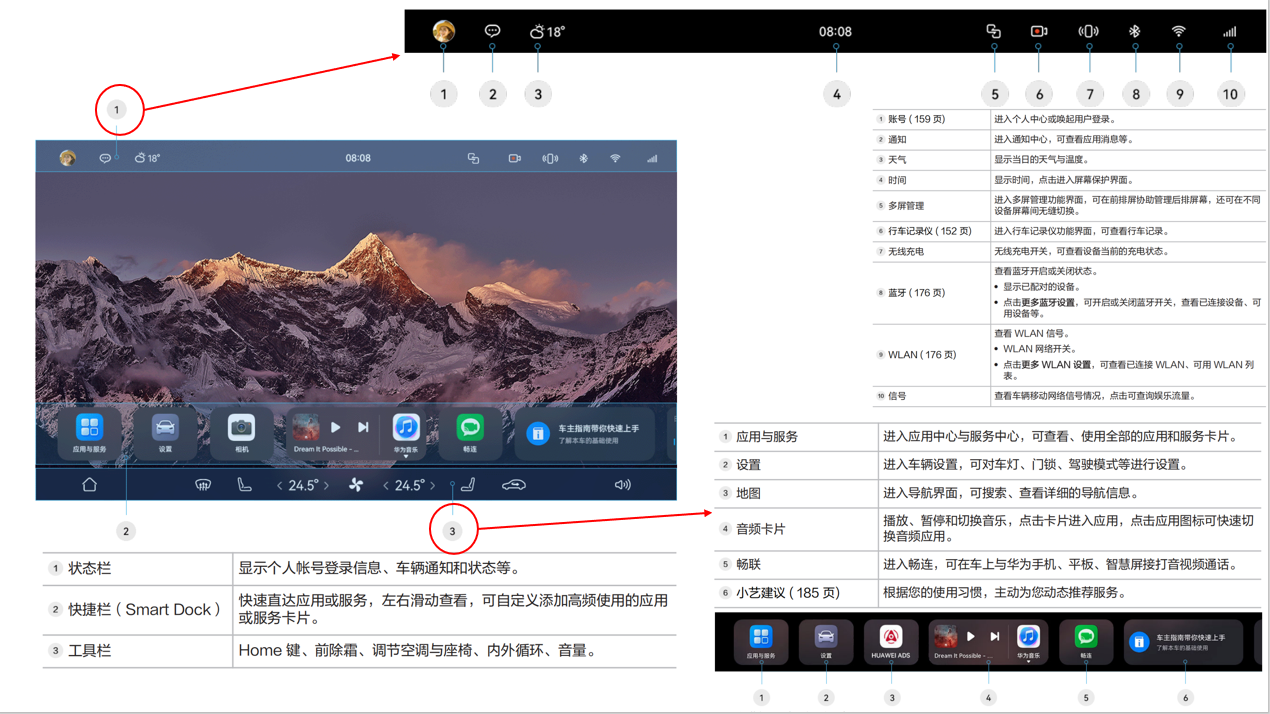 18°
08:08
1
2
3
4
5
6
7
8
9
10
1
18°
08:08
应用与服务
设置
相机
Dream It Possible - ...
华为音乐
畅连
车主指南带你快速上手
了解本车的基础使用
24.5°
24.5°
2
3
1 状态栏 显示个人帐号登录信息、车辆通知和状态等。
2 快捷栏（Smart Dock） 快速直达应用或服务，左右滑动查看，可自定义添加高频使用的应用
或服务卡片。
3 工具栏 Home 键、前除霜、调节空调与座椅、内外循环、音量。
1 账号（159 页） 进入个人中心或唤起用户登录。
2 通知 进入通知中心，可查看应用消息等。
3 天气 显示当日的天气与温度。
4 时间 显示时间，点击进入屏幕保护界面。
5 多屏管理 进入多屏管理功能界面，可在前排屏协助管理后排屏幕，还可在不同
设备屏幕间无缝切换。
6 行车记录仪（152 页） 进入行车记录仪功能界面，可查看行车记录。
7 无线充电 无线充电开关，可查看设备当前的充电状态。
8 蓝牙（176 页） 查看蓝牙开启或关闭状态。
• 显示已配对的设备。
• 点击更多蓝牙设置，可开启或关闭蓝牙开关，查看已连接设备、可
用设备等。
9 WLAN（176 页） 查看 WLAN 信号。
• WLAN 网络开关。
• 点击更多 WLAN 设置，可查看已连接 WLAN、可用 WLAN 列
表。
10 信号 查看车辆移动网络信号情况，点击可查询娱乐流量。
1 应用与服务 进入应用中心与服务中心，可查看、使用全部的应用和服务卡片。
2 设置 进入车辆设置，可对车灯、门锁、驾驶模式等进行设置。
3 地图 进入导航界面，可搜索、查看详细的导航信息。
4 音频卡片 播放、暂停和切换音乐，点击卡片进入应用，点击应用图标可快速切
换音频应用。
5 畅联 进入畅连，可在车上与华为手机、平板、智慧屏接打音视频通话。
6 小艺建议（185 页） 根据您的使用习惯，主动为您动态推荐服务。
应用与服务
设置
HUAWEI ADS
Dream It Possible - ...
华为音乐
畅连
车主指南带你快速上手
了解本车的基础使用
1
2
3
4
5
6